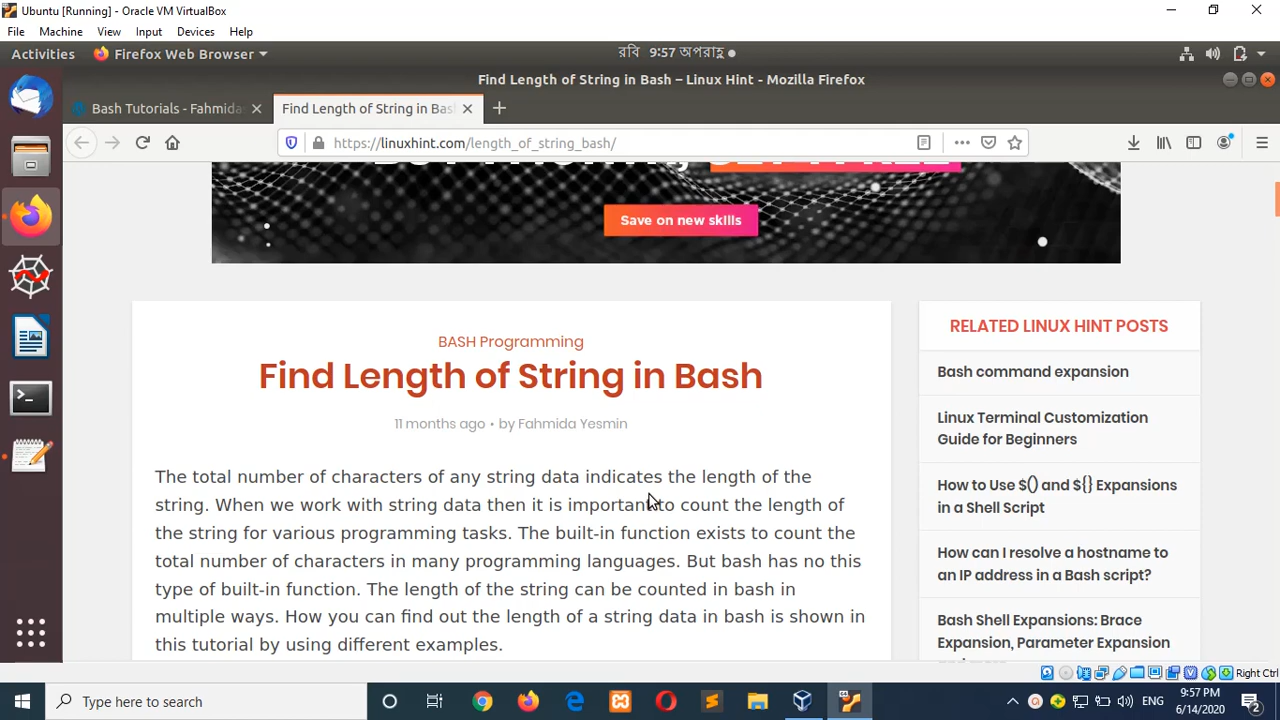 Ubuntu [Running] - Oracle VM VirtualBox
File Machine View Input Devices Help
Activities Firefox Web Browser রবি 9:57 অপরাহ্ণ
Find Length of String in Bash – Linux Hint - Mozilla Firefox
Bash Tutorials - Fahmida Find Length of String in Bas
https://linuxhint.com/length_of_string_bash/
Save on new skills
BASH Programming
Find Length of String in Bash
11 months ago • by Fahmida Yesmin
The total number of characters of any string data indicates the length of the
string. When we work with string data then it is important to count the length of
the string for various programming tasks. The built-in function exists to count the
total number of characters in many programming languages. But bash has no this
type of built-in function. The length of the string can be counted in bash in
multiple ways. How you can find out the length of a string data in bash is shown in
this tutorial by using different examples.
RELATED LINUX HINT POSTS
Bash command expansion
Linux Terminal Customization
Guide for Beginners
How to Use $() and ${} Expansions
in a Shell Script
How can I resolve a hostname to
an IP address in a Bash script?
Bash Shell Expansions: Brace
Expansion, Parameter Expansion
Right Ctrl
Type here to search
ENG
9:57 PM
6/14/2020
2